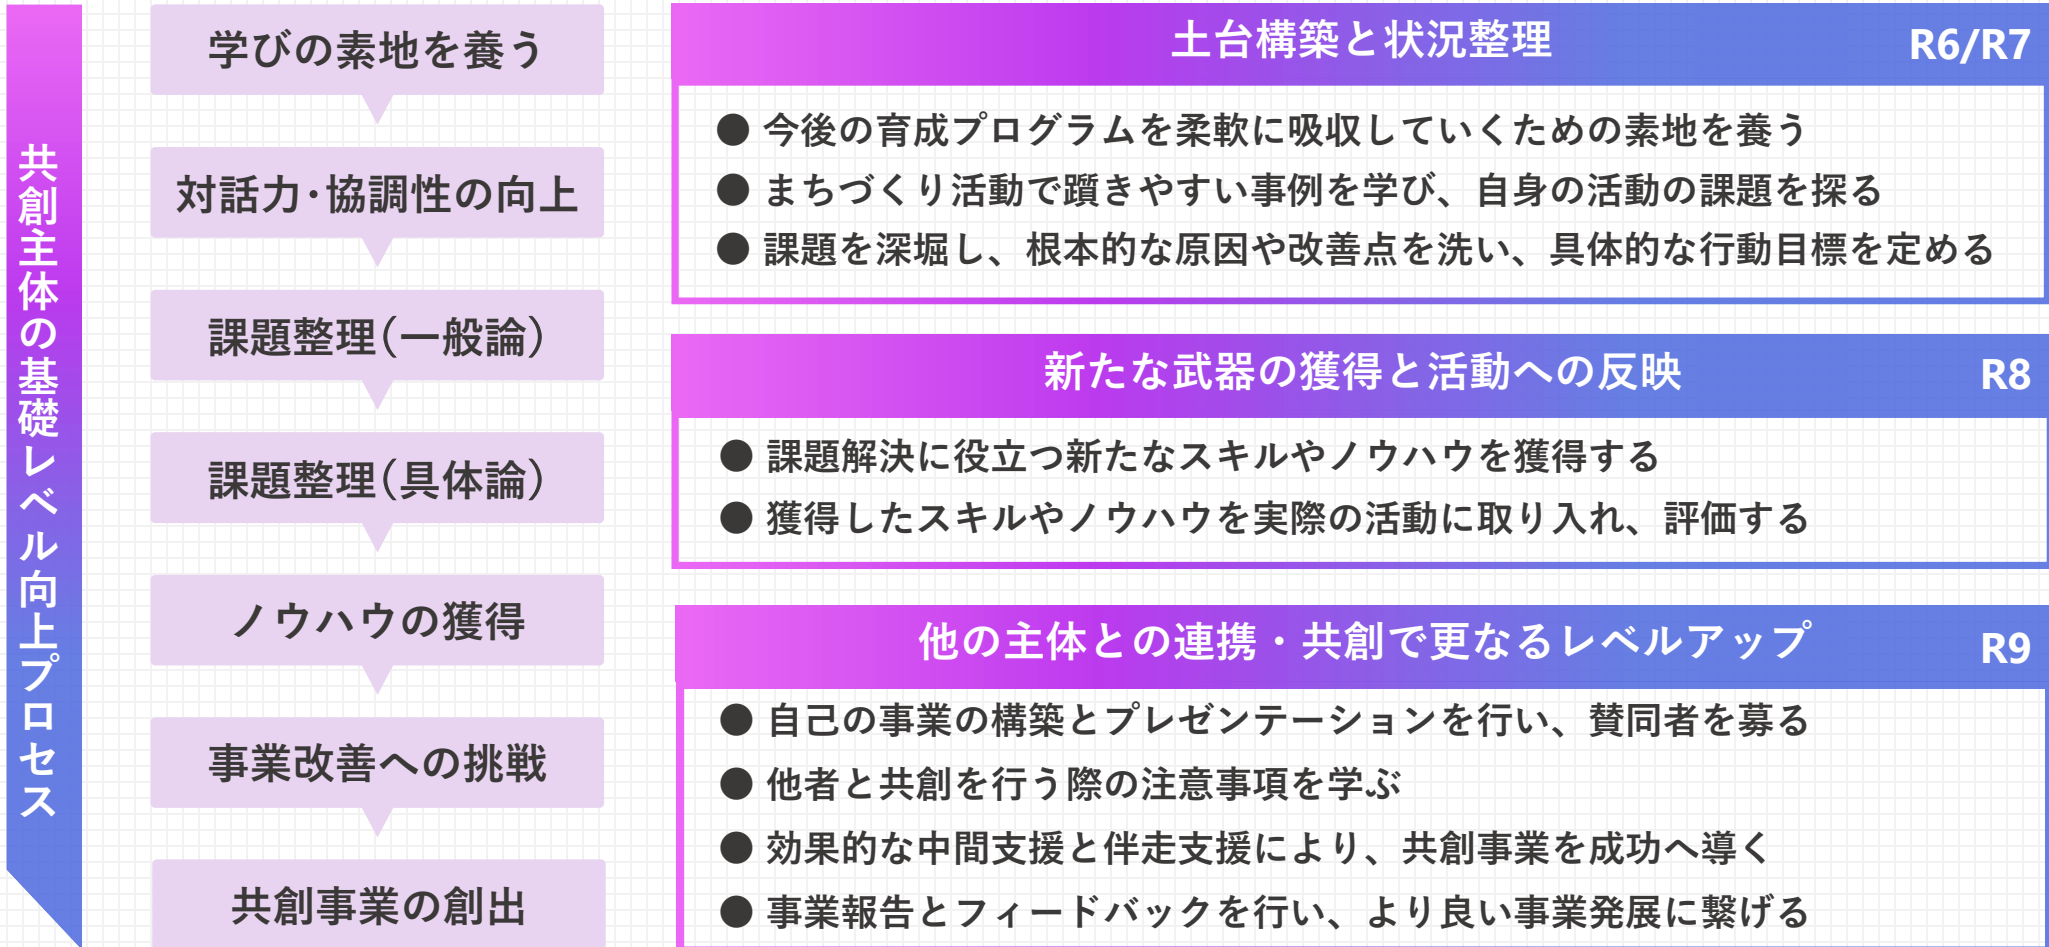 共創主体の基礎レベル向上プロセス
学びの素地を養う
対話力・協調性の向上
課題整理(一般論)
課題整理(具体論)
ノウハウの獲得
事業改善への挑戦
共創事業の創出
土台構築と状況整理 R6/R7
● 今後の育成プログラムを柔軟に吸収していくための素地を養う
● まちづくり活動で躓きやすい事例を学び、自身の活動の課題を探る
● 課題を深堀し、根本的な原因や改善点を洗い、具体的な行動目標を定める
新たな武器の獲得と活動への反映 R8
● 課題解決に役立つ新たなスキルやノウハウを獲得する
● 獲得したスキルやノウハウを実際の活動に取り入れ、評価する
他の主体との連携・共創で更なるレベルアップ R9
● 自己の事業の構築とプレゼンテーションを行い、賛同者を募る
● 他者と共創を行う際の注意事項を学ぶ
● 効果的な中間支援と伴走支援により、共創事業を成功へ導く
● 事業報告とフィードバックを行い、より良い事業発展に繋げる